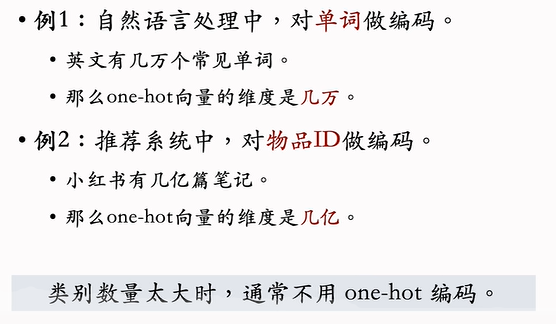 • 例1：自然语言处理中，对单词做编码。
• 英文有几万个常见单词。
• 那么one-hot向量的维度是几万。
• 例2：推荐系统中，对物品ID做编码。
• 小红书有几亿篇笔记。
• 那么one-hot向量的维度是几亿。
类别数量太大时，通常不用 one-hot 编码。